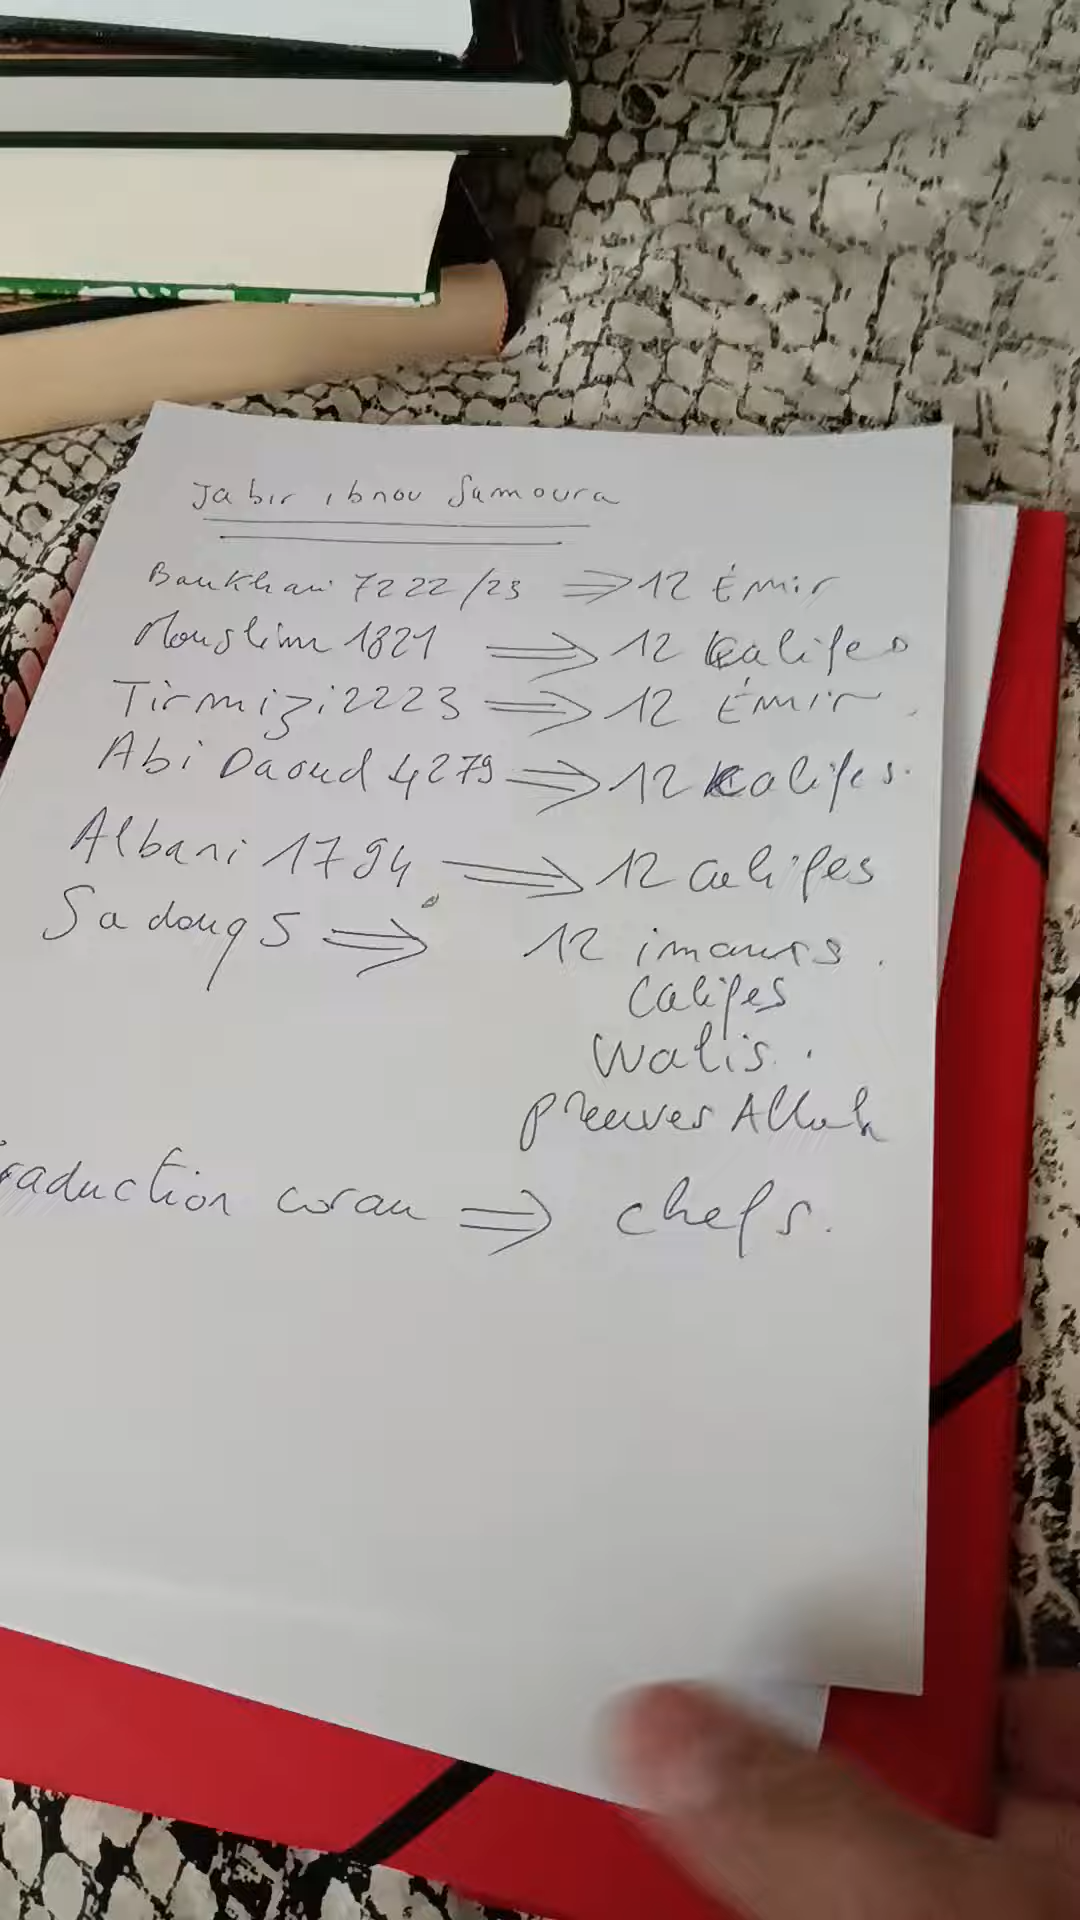 Jabir ibnou Samoura
Boukhari 7222/23 ⇒ 12 Émir
Mouslim 1821 ⇒ 12 Califes
Tirmizi 2223 ⇒ 12 Émir.
Abi Daoud 4279 ⇒ 12 califes.
Albani 1794 ⇒ 12 califes
Sadouq 5 ⇒ 12 imams.
Califes
Walis.
preuves Allah
raduction coran ⇒ chefs.